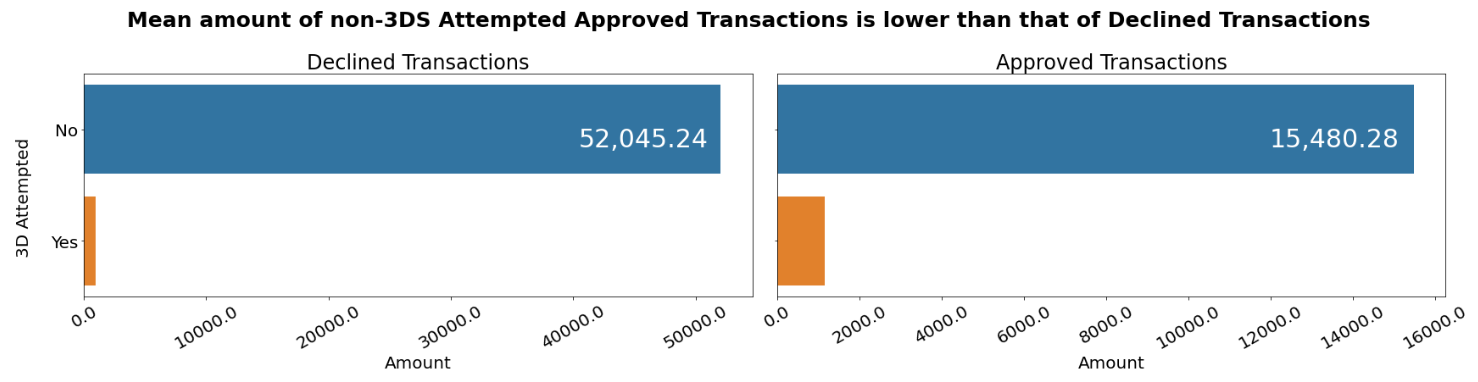 Mean amount of non-3DS Attempted Approved Transactions is lower than that of Declined Transactions
Declined Transactions
Approved Transactions
3D Attempted
No
Yes
52,045.24
15,480.28
0.0
10000.0
20000.0
30000.0
40000.0
50000.0
0.0
2000.0
4000.0
6000.0
8000.0
10000.0
12000.0
14000.0
16000.0
Amount
Amount